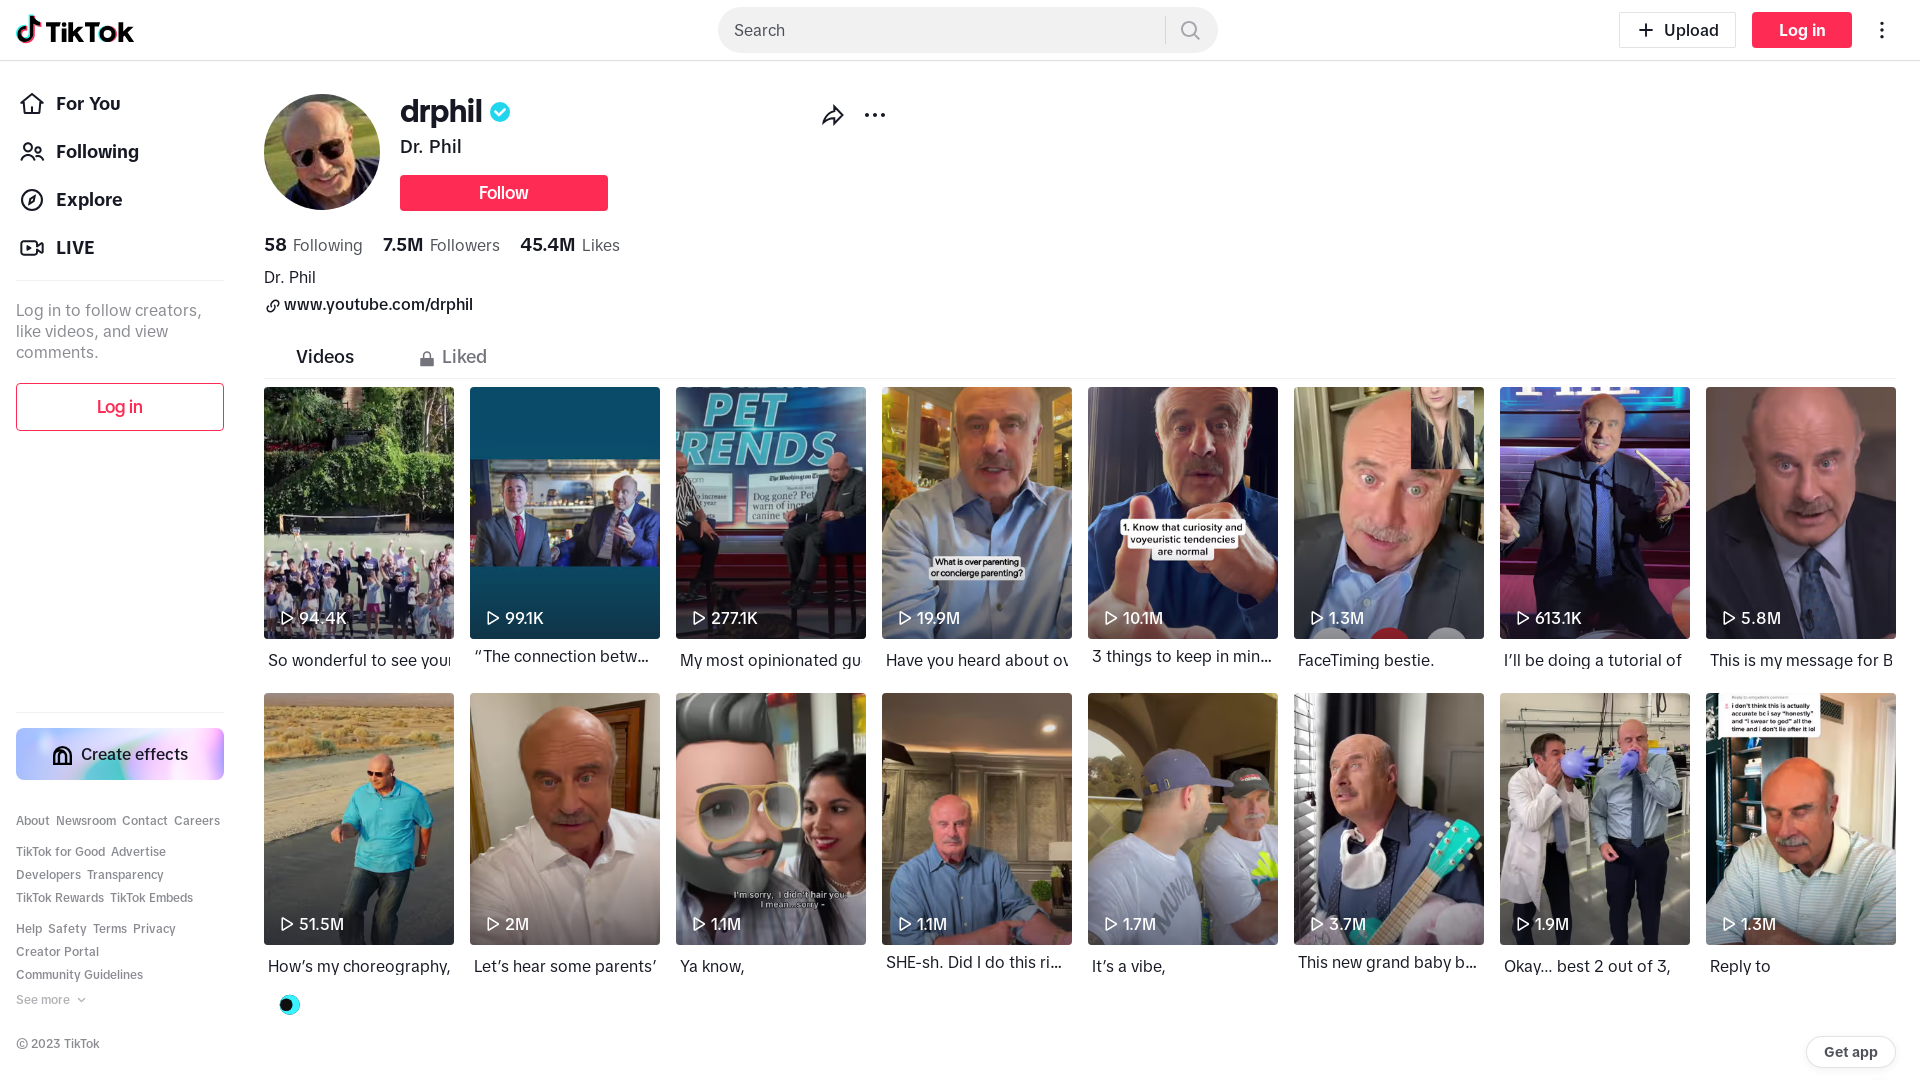 TikTok
Search
Upload
Log in
For You
Following
Explore
LIVE
Log in to follow creators,
like videos, and view
comments.
Log in
Create effects
About Newsroom Contact Careers
TikTok for Good Advertise
Developers Transparency
TikTok Rewards TikTok Embeds
Help Safety Terms Privacy
Creator Portal
Community Guidelines
See more
© 2023 TikTok
drphil
Dr. Phil
Follow
58 Following 7.5M Followers 45.4M Likes
Dr. Phil
www.youtube.com/drphil
Videos
Liked
94.4K
So wonderful to see your
99.1K
“The connection betw...
PET
TRENDS
The Washington Times
Dog gone? Pet
warn of
canine
277.1K
My most opinionated gu
What is over parenting
or concierge parenting?
19.9M
Have you heard about ov
1. Know that curiosity and
voyeuristic tendencies
are normal
10.1M
3 things to keep in min...
1.3M
FaceTiming bestie.
613.1K
I’ll be doing a tutorial of
5.8M
This is my message for B
51.5M
How’s my choreography,
2M
Let’s hear some parents’
I'm sorry, I didn't hair you.
I mean...sorry -
1.1M
Ya know,
1.1M
SHE-sh. Did I do this ri...
1.7M
It’s a vibe,
3.7M
This new grand baby b...
1.9M
Okay... best 2 out of 3,
i don't think this is actually
accurate bc i say "honestly"
and "i swear to god" all the
time and i don't lie after it lol
1.3M
Reply to
Get app